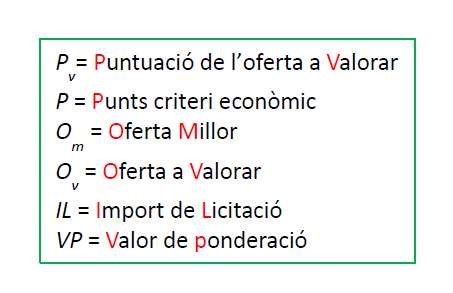 Pv = Puntuació de l’oferta a Valorar
P = Punts criteri econòmic
Om = Oferta Millor
Ov = Oferta a Valorar
IL = Import de Licitació
VP = Valor de ponderació